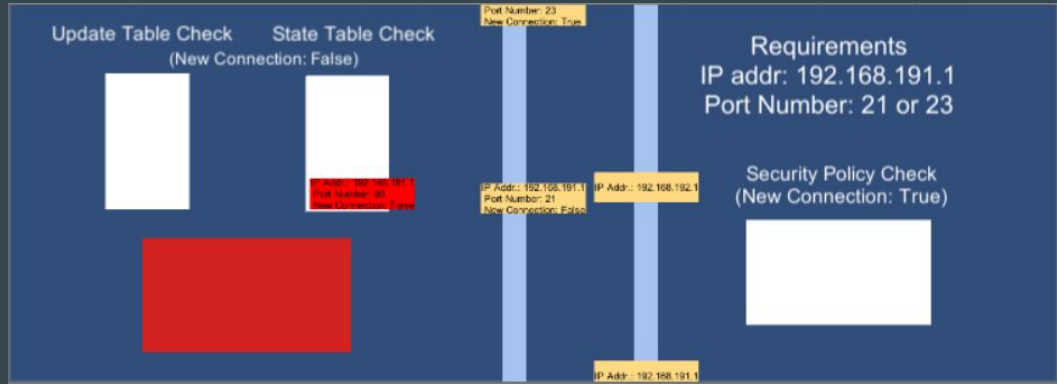 Update Table Check
State Table Check
(New Connection: False)
IP Addr.: 192.168.191.1
Port Number: 80
New Connection: False
Port Number: 23
New Connection: True
IP Addr.: 192.168.191.1
Port Number: 21
New Connection: False
IP Addr.: 192.168.192.1
IP Addr.: 192.168.191.1
Requirements
IP addr: 192.168.191.1
Port Number: 21 or 23
Security Policy Check
(New Connection: True)